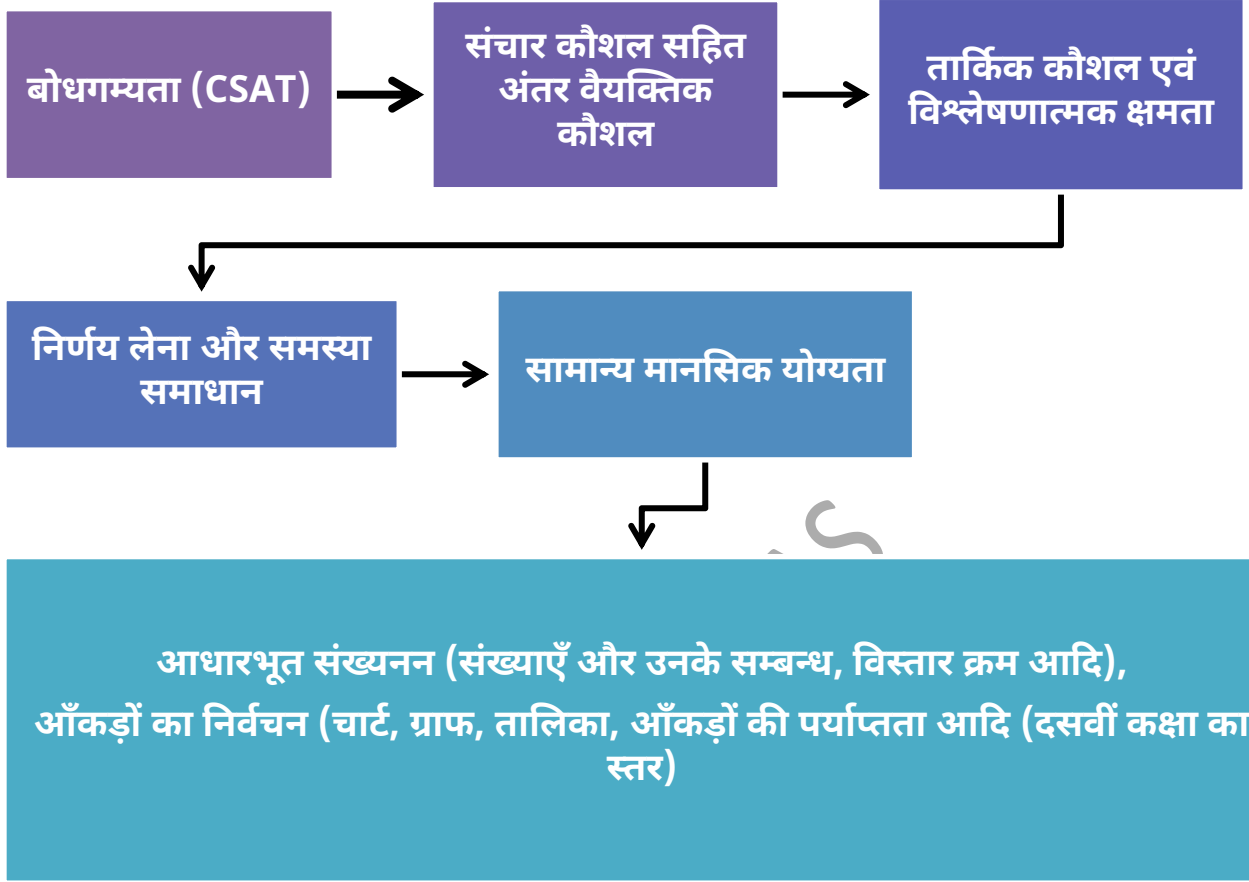 बोधगम्यता (CSAT)
संचार कौशल सहित
अंतर वैयक्तिक
कौशल
तार्किक कौशल एवं
विश्लेषणात्मक क्षमता
निर्णय लेना और समस्या
समाधान
सामान्य मानसिक योग्यता
आधारभूत संख्यनन (संख्याएँ और उनके सम्बन्ध, विस्तार क्रम आदि),
आँकड़ों का निर्वचन (चार्ट, ग्राफ, तालिका, आँकड़ों की पर्याप्तता आदि (दसवीं कक्षा का
स्तर)